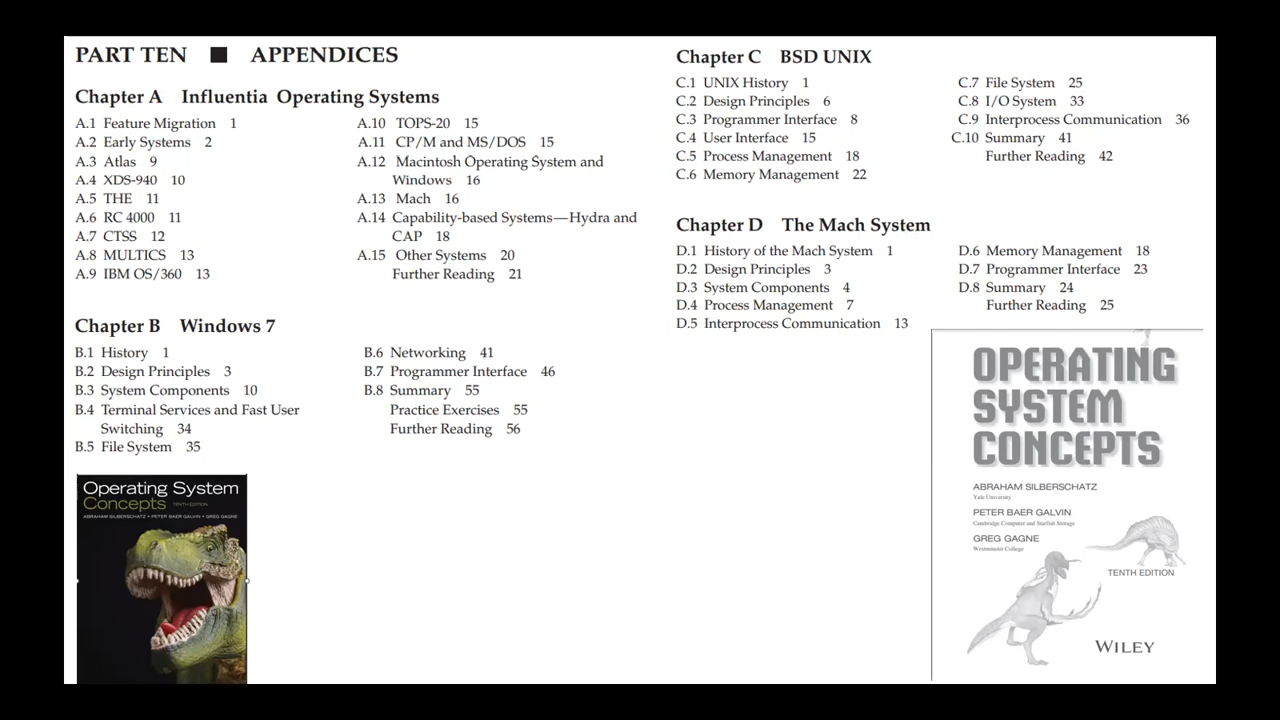 PART TEN ■ APPENDICES
Chapter A Influentia Operating Systems
A.1 Feature Migration 1
A.2 Early Systems 2
A.3 Atlas 9
A.4 XDS-940 10
A.5 THE 11
A.6 RC 4000 11
A.7 CTSS 12
A.8 MULTICS 13
A.9 IBM OS/360 13
A.10 TOPS-20 15
A.11 CP/M and MS/DOS 15
A.12 Macintosh Operating System and
Windows 16
A.13 Mach 16
A.14 Capability-based Systems—Hydra and
CAP 18
A.15 Other Systems 20
Further Reading 21
Chapter B Windows 7
B.1 History 1
B.2 Design Principles 3
B.3 System Components 10
B.4 Terminal Services and Fast User
Switching 34
B.5 File System 35
B.6 Networking 41
B.7 Programmer Interface 46
B.8 Summary 55
Practice Exercises 55
Further Reading 56
Operating System
Concepts TENTH EDITION
ABRAHAM SILBERSCHATZ • PETER BAER GALVIN • GREG GAGNE
Chapter C BSD UNIX
C.1 UNIX History 1
C.2 Design Principles 6
C.3 Programmer Interface 8
C.4 User Interface 15
C.5 Process Management 18
C.6 Memory Management 22
C.7 File System 25
C.8 I/O System 33
C.9 Interprocess Communication 36
C.10 Summary 41
Further Reading 42
Chapter D The Mach System
D.1 History of the Mach System 1
D.2 Design Principles 3
D.3 System Components 4
D.4 Process Management 7
D.5 Interprocess Communication 13
D.6 Memory Management 18
D.7 Programmer Interface 23
D.8 Summary 24
Further Reading 25
OPERATING
SYSTEM
CONCEPTS
ABRAHAM SILBERSCHATZ
Yale University
PETER BAER GALVIN
Cambridge Computer and Starfish Storage
GREG GAGNE
Westminster College
TENTH EDITION
WILEY